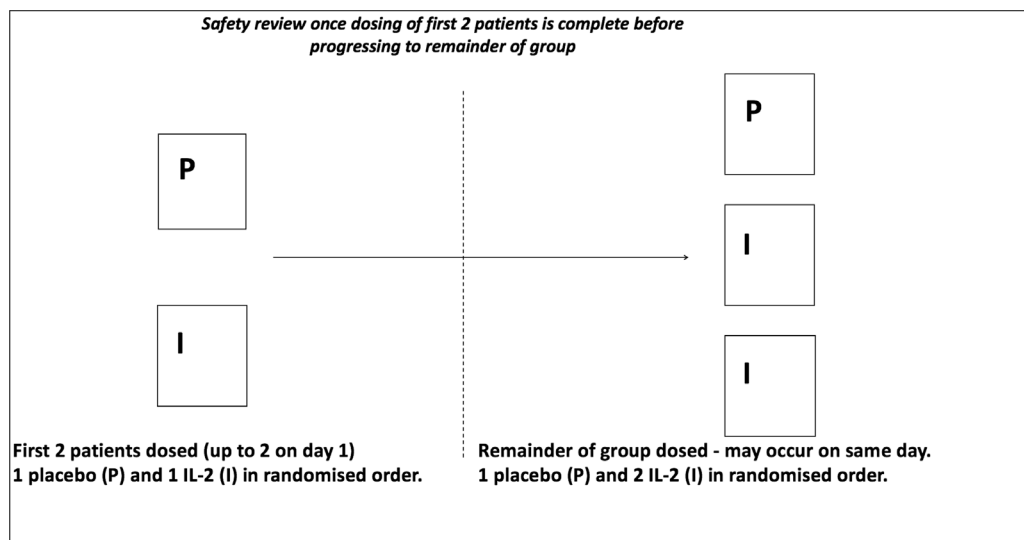 Safety review once dosing of first 2 patients is complete before
progressing to remainder of group
P
I
P
I
I
First 2 patients dosed (up to 2 on day 1)
1 placebo (P) and 1 IL-2 (I) in randomised order.
Remainder of group dosed - may occur on same day.
1 placebo (P) and 2 IL-2 (I) in randomised order.